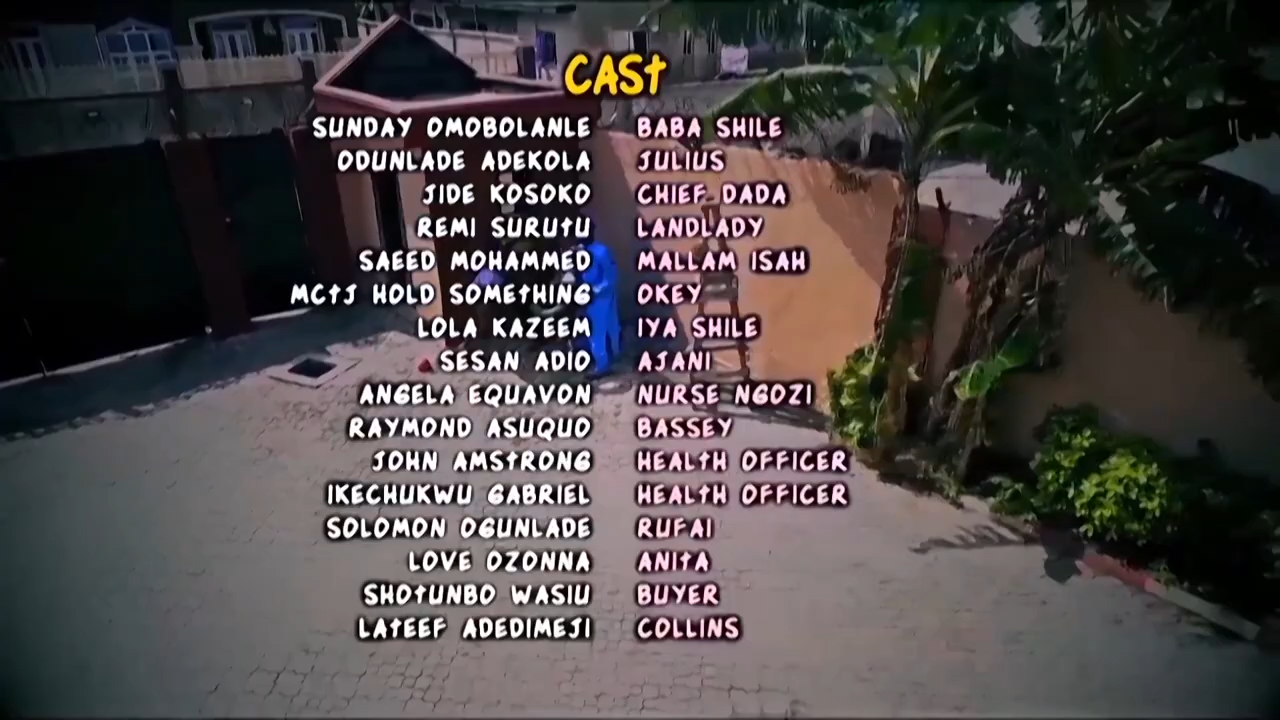 CAST
SUNDAY OMOBOLANLE BABA SHILE
ODUNLADE ADEKOLA JULIUS
JIDE KOSOKO CHIEF DADA
REMI SURUTU LANDLADY
SAEED MOHAMMED MALLAM ISAH
MCTJ HOLD SOMETHING OKEY
LOLA KAZEEM IYA SHILE
SESAN ADIO AJANI
ANGELA EQUAVON NURSE NGOZI
RAYMOND ASUQUO BASSEY
JOHN AMSTRONG HEALTH OFFICER
IKECHUKWU GABRIEL HEALTH OFFICER
SOLOMON OGUNLADE RUFAI
LOVE OZONNA ANITA
SHOTUNBO WASIU BUYER
LATEEF ADEDIMEJI COLLINS